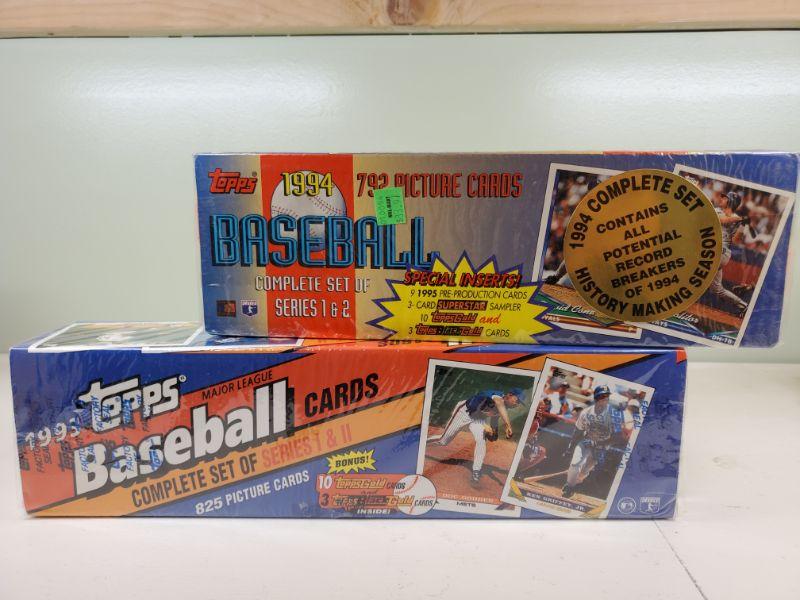 Topps
1994
792 PICTURE CARDS
BASEBALL
COMPLETE SET OF
SERIES 1 & 2
SPECIAL INSERTS!
9 1995 PRE-PRODUCTION CARDS
3-CARD SUPERSTAR SAMPLER
10 Topps Gold and
3 Topps Black Gold CARDS
1994 COMPLETE SET
CONTAINS
ALL
POTENTIAL
RECORD
BREAKERS
OF 1994
HISTORY MAKING SEASON
1993
Topps
MAJOR LEAGUE
Baseball CARDS
COMPLETE SET OF SERIES I & II
825 PICTURE CARDS
BONUS!
10 Topps Gold CARDS
and
3 Topps Black Gold CARDS
INSIDE!
DOC GOODEN
METS
KEN GRIFFEY, JR.